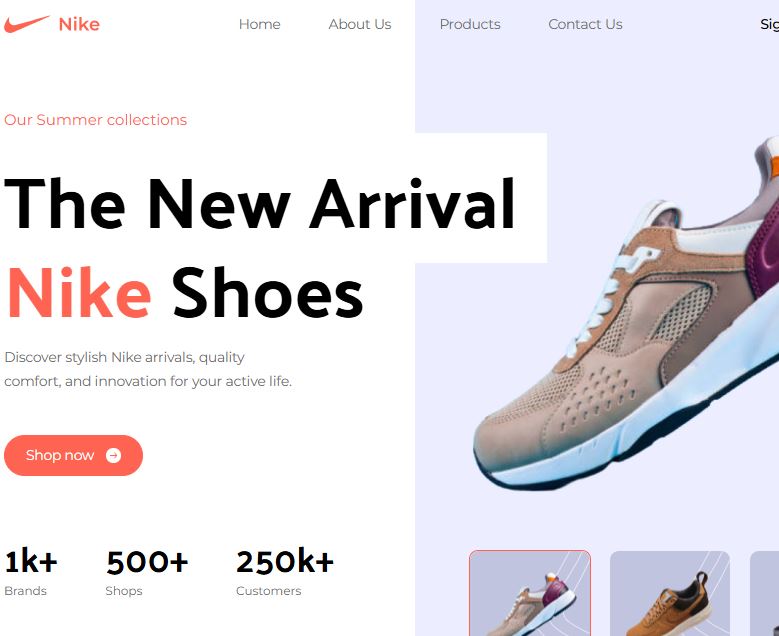 Nike
Home
About Us
Products
Contact Us
Our Summer collections
The New Arrival
Nike Shoes
Discover stylish Nike arrivals, quality
comfort, and innovation for your active life.
Shop now
1k+
500+
250k+
Brands
Shops
Customers